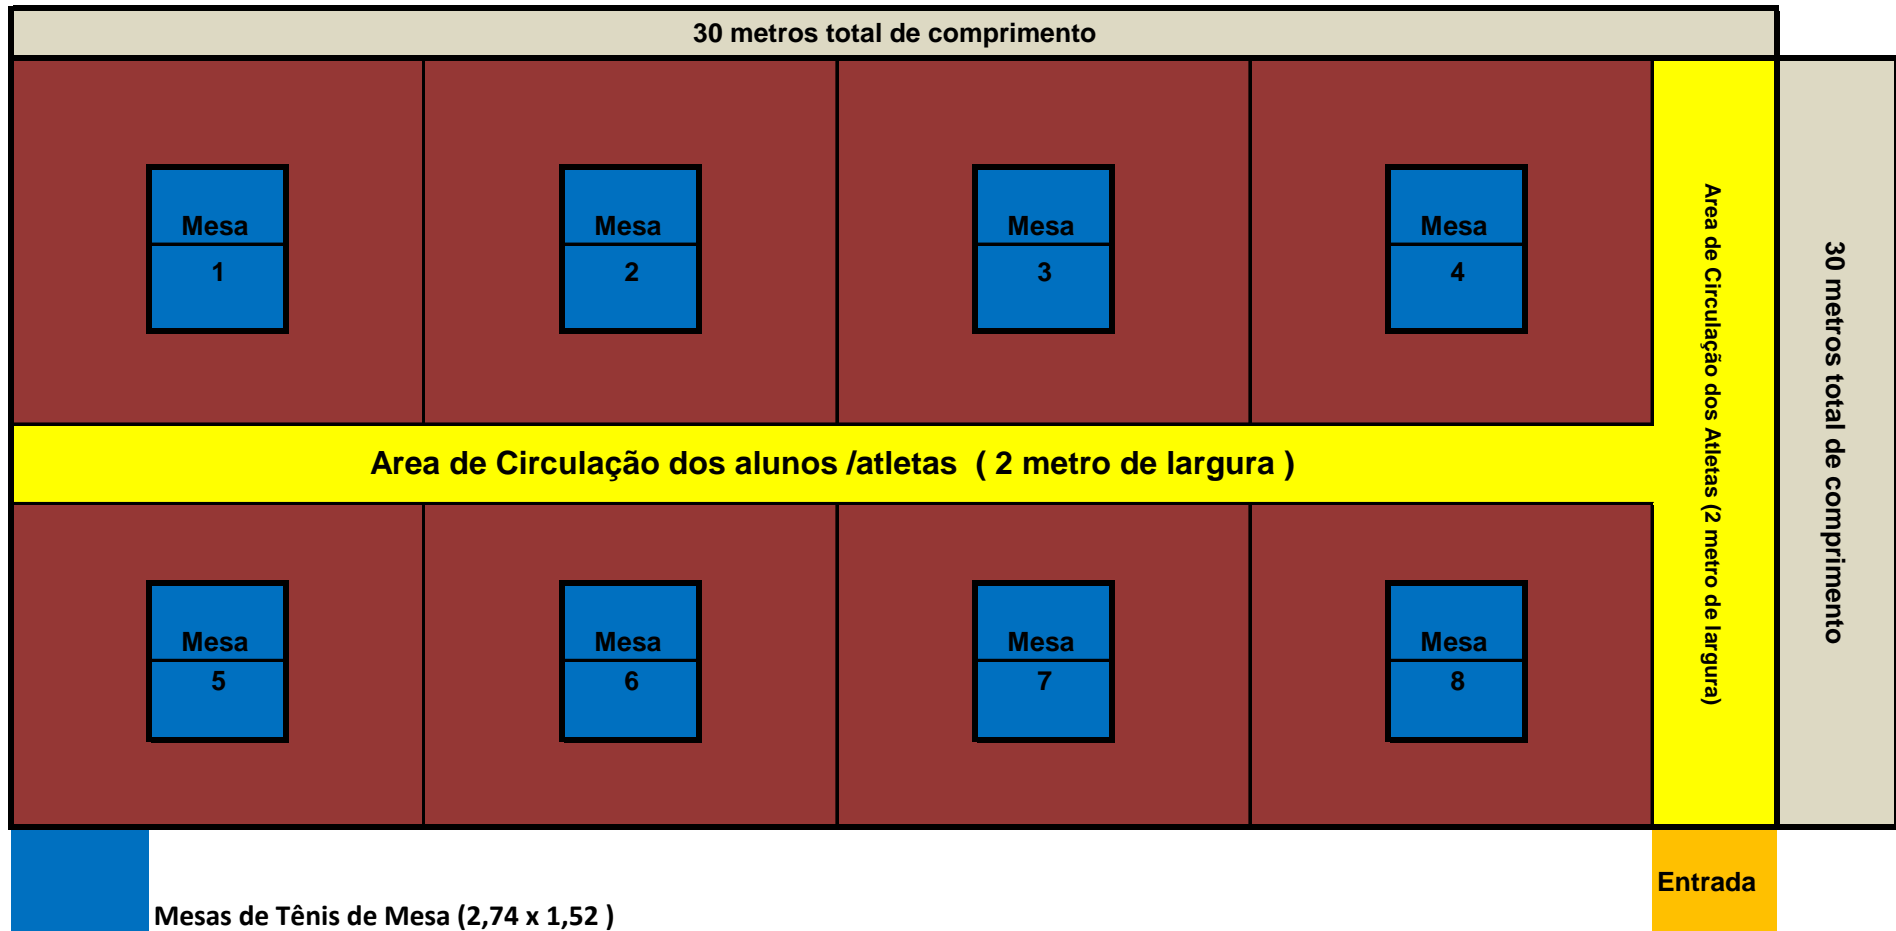 30 metros total de comprimento
Mesa
1
Mesa
2
Mesa
3
Mesa
4
Area de Circulação dos alunos /atletas ( 2 metro de largura )
Mesa
5
Mesa
6
Mesa
7
Mesa
8
Area de Circulação dos Atletas (2 metro de largura)
30 metros total de comprimento
Entrada
Mesas de Tênis de Mesa (2,74 x 1,52 )